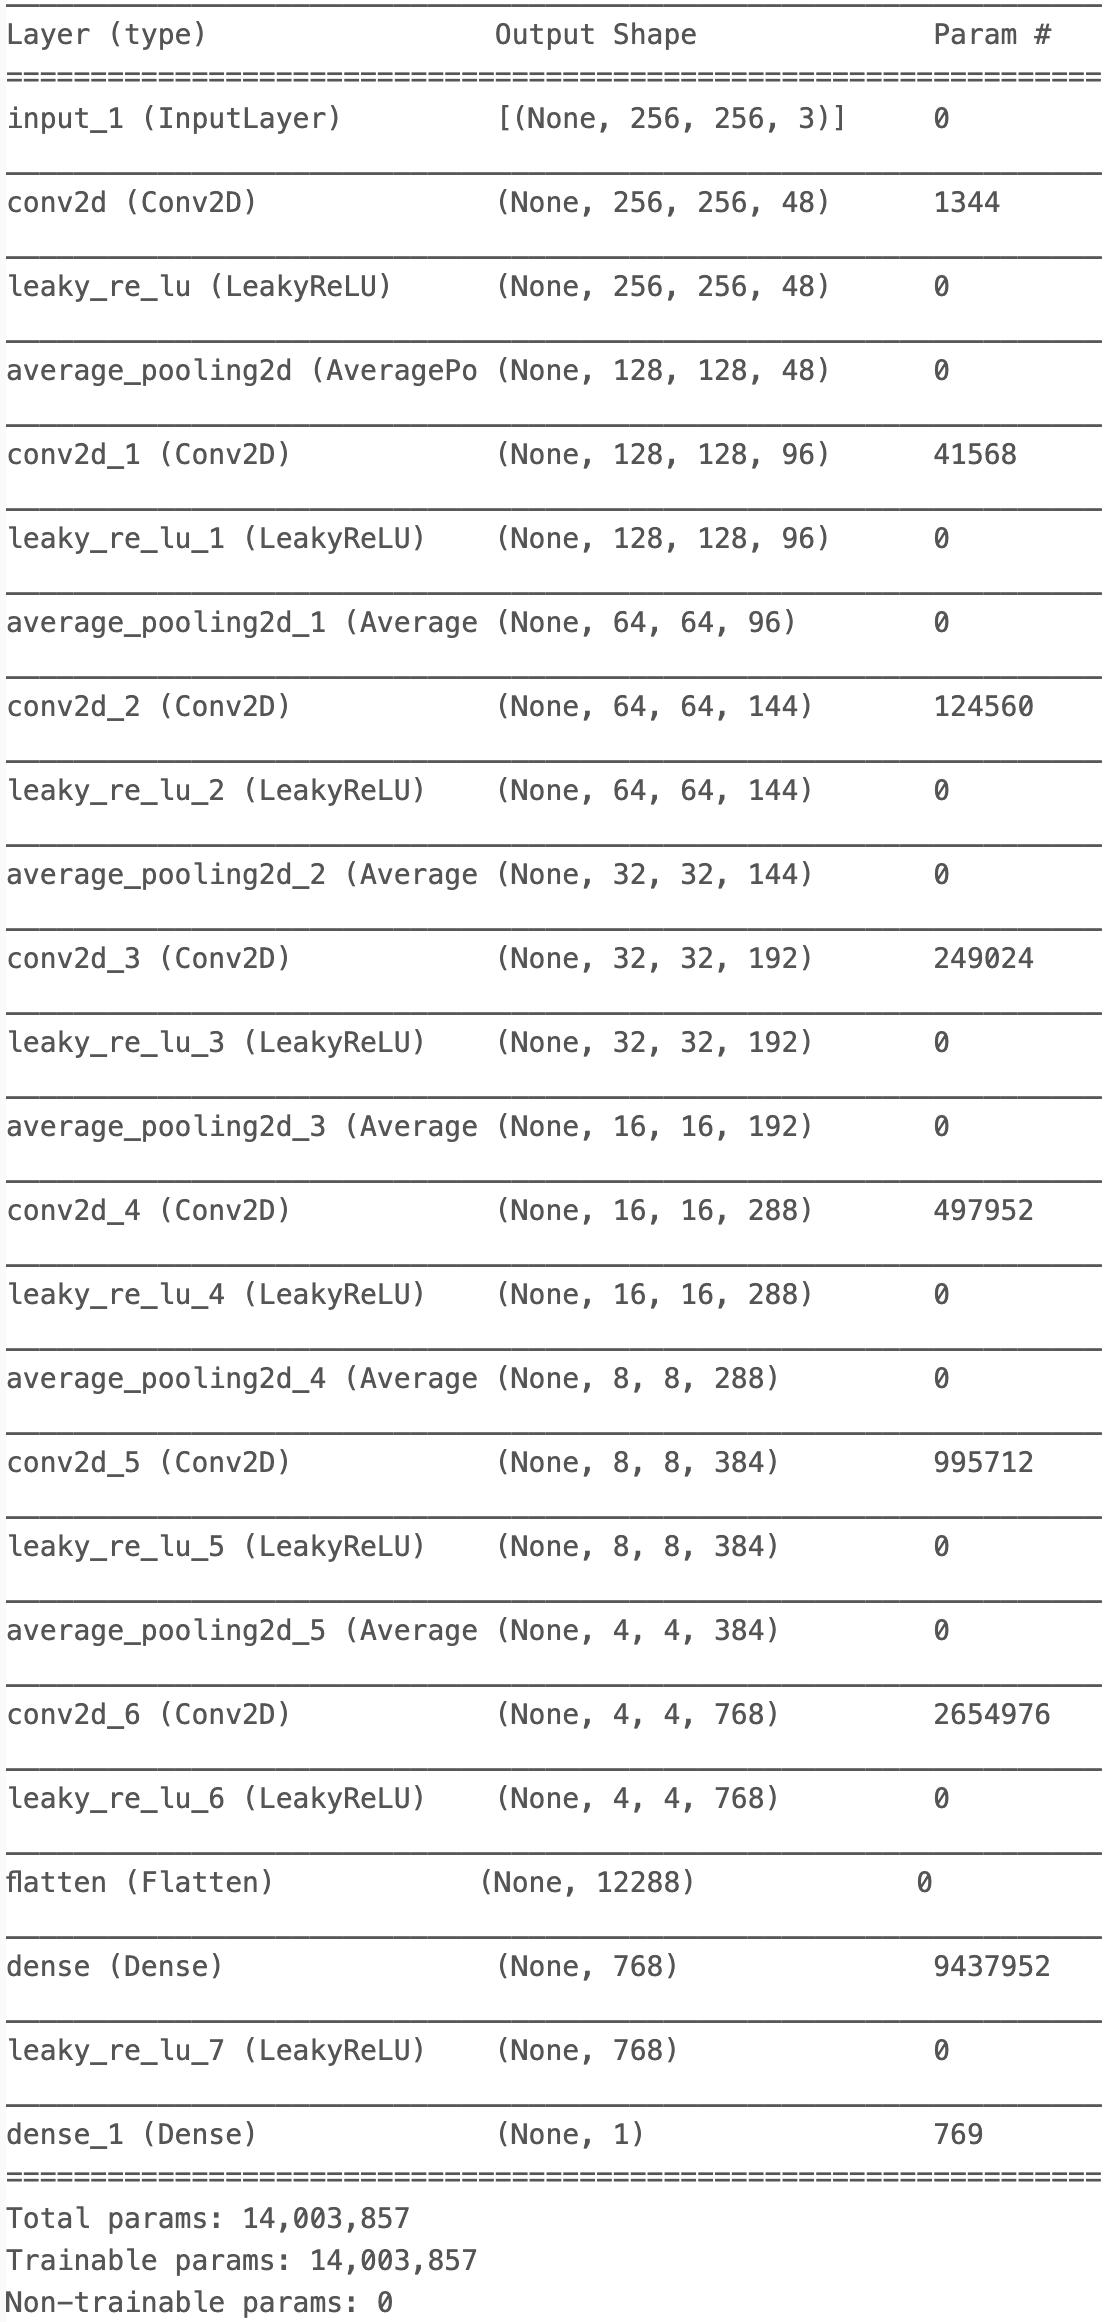 Layer (type) Output Shape Param #
=================================================================
input_1 (InputLayer) [(None, 256, 256, 3)] 0
conv2d (Conv2D) (None, 256, 256, 48) 1344
leaky_re_lu (LeakyReLU) (None, 256, 256, 48) 0
average_pooling2d (AveragePo (None, 128, 128, 48) 0
conv2d_1 (Conv2D) (None, 128, 128, 96) 41568
leaky_re_lu_1 (LeakyReLU) (None, 128, 128, 96) 0
average_pooling2d_1 (Average (None, 64, 64, 96) 0
conv2d_2 (Conv2D) (None, 64, 64, 144) 124560
leaky_re_lu_2 (LeakyReLU) (None, 64, 64, 144) 0
average_pooling2d_2 (Average (None, 32, 32, 144) 0
conv2d_3 (Conv2D) (None, 32, 32, 192) 249024
leaky_re_lu_3 (LeakyReLU) (None, 32, 32, 192) 0
average_pooling2d_3 (Average (None, 16, 16, 192) 0
conv2d_4 (Conv2D) (None, 16, 16, 288) 497952
leaky_re_lu_4 (LeakyReLU) (None, 16, 16, 288) 0
average_pooling2d_4 (Average (None, 8, 8, 288) 0
conv2d_5 (Conv2D) (None, 8, 8, 384) 995712
leaky_re_lu_5 (LeakyReLU) (None, 8, 8, 384) 0
average_pooling2d_5 (Average (None, 4, 4, 384) 0
conv2d_6 (Conv2D) (None, 4, 4, 768) 2654976
leaky_re_lu_6 (LeakyReLU) (None, 4, 4, 768) 0
flatten (Flatten) (None, 12288) 0
dense (Dense) (None, 768) 9437952
leaky_re_lu_7 (LeakyReLU) (None, 768) 0
dense_1 (Dense) (None, 1) 769
=================================================================
Total params: 14,003,857
Trainable params: 14,003,857
Non-trainable params: 0